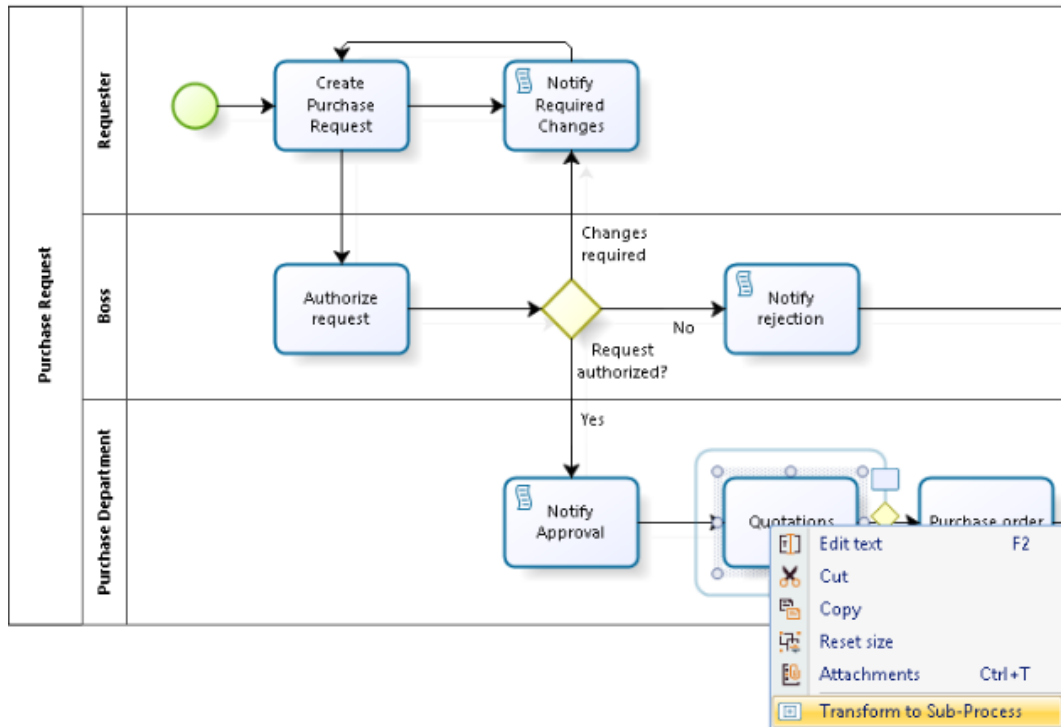 Purchase Request
Requester
Create
Purchase
Request
Notify
Required
Changes
Boss
Authorize
request
Changes
required
No
Request
authorized?
Yes
Notify
rejection
Purchase Department
Notify
Approval
Quotations
Purchase order
Edit text F2
Cut
Copy
Reset size
Attachments Ctrl+T
Transform to Sub-Process